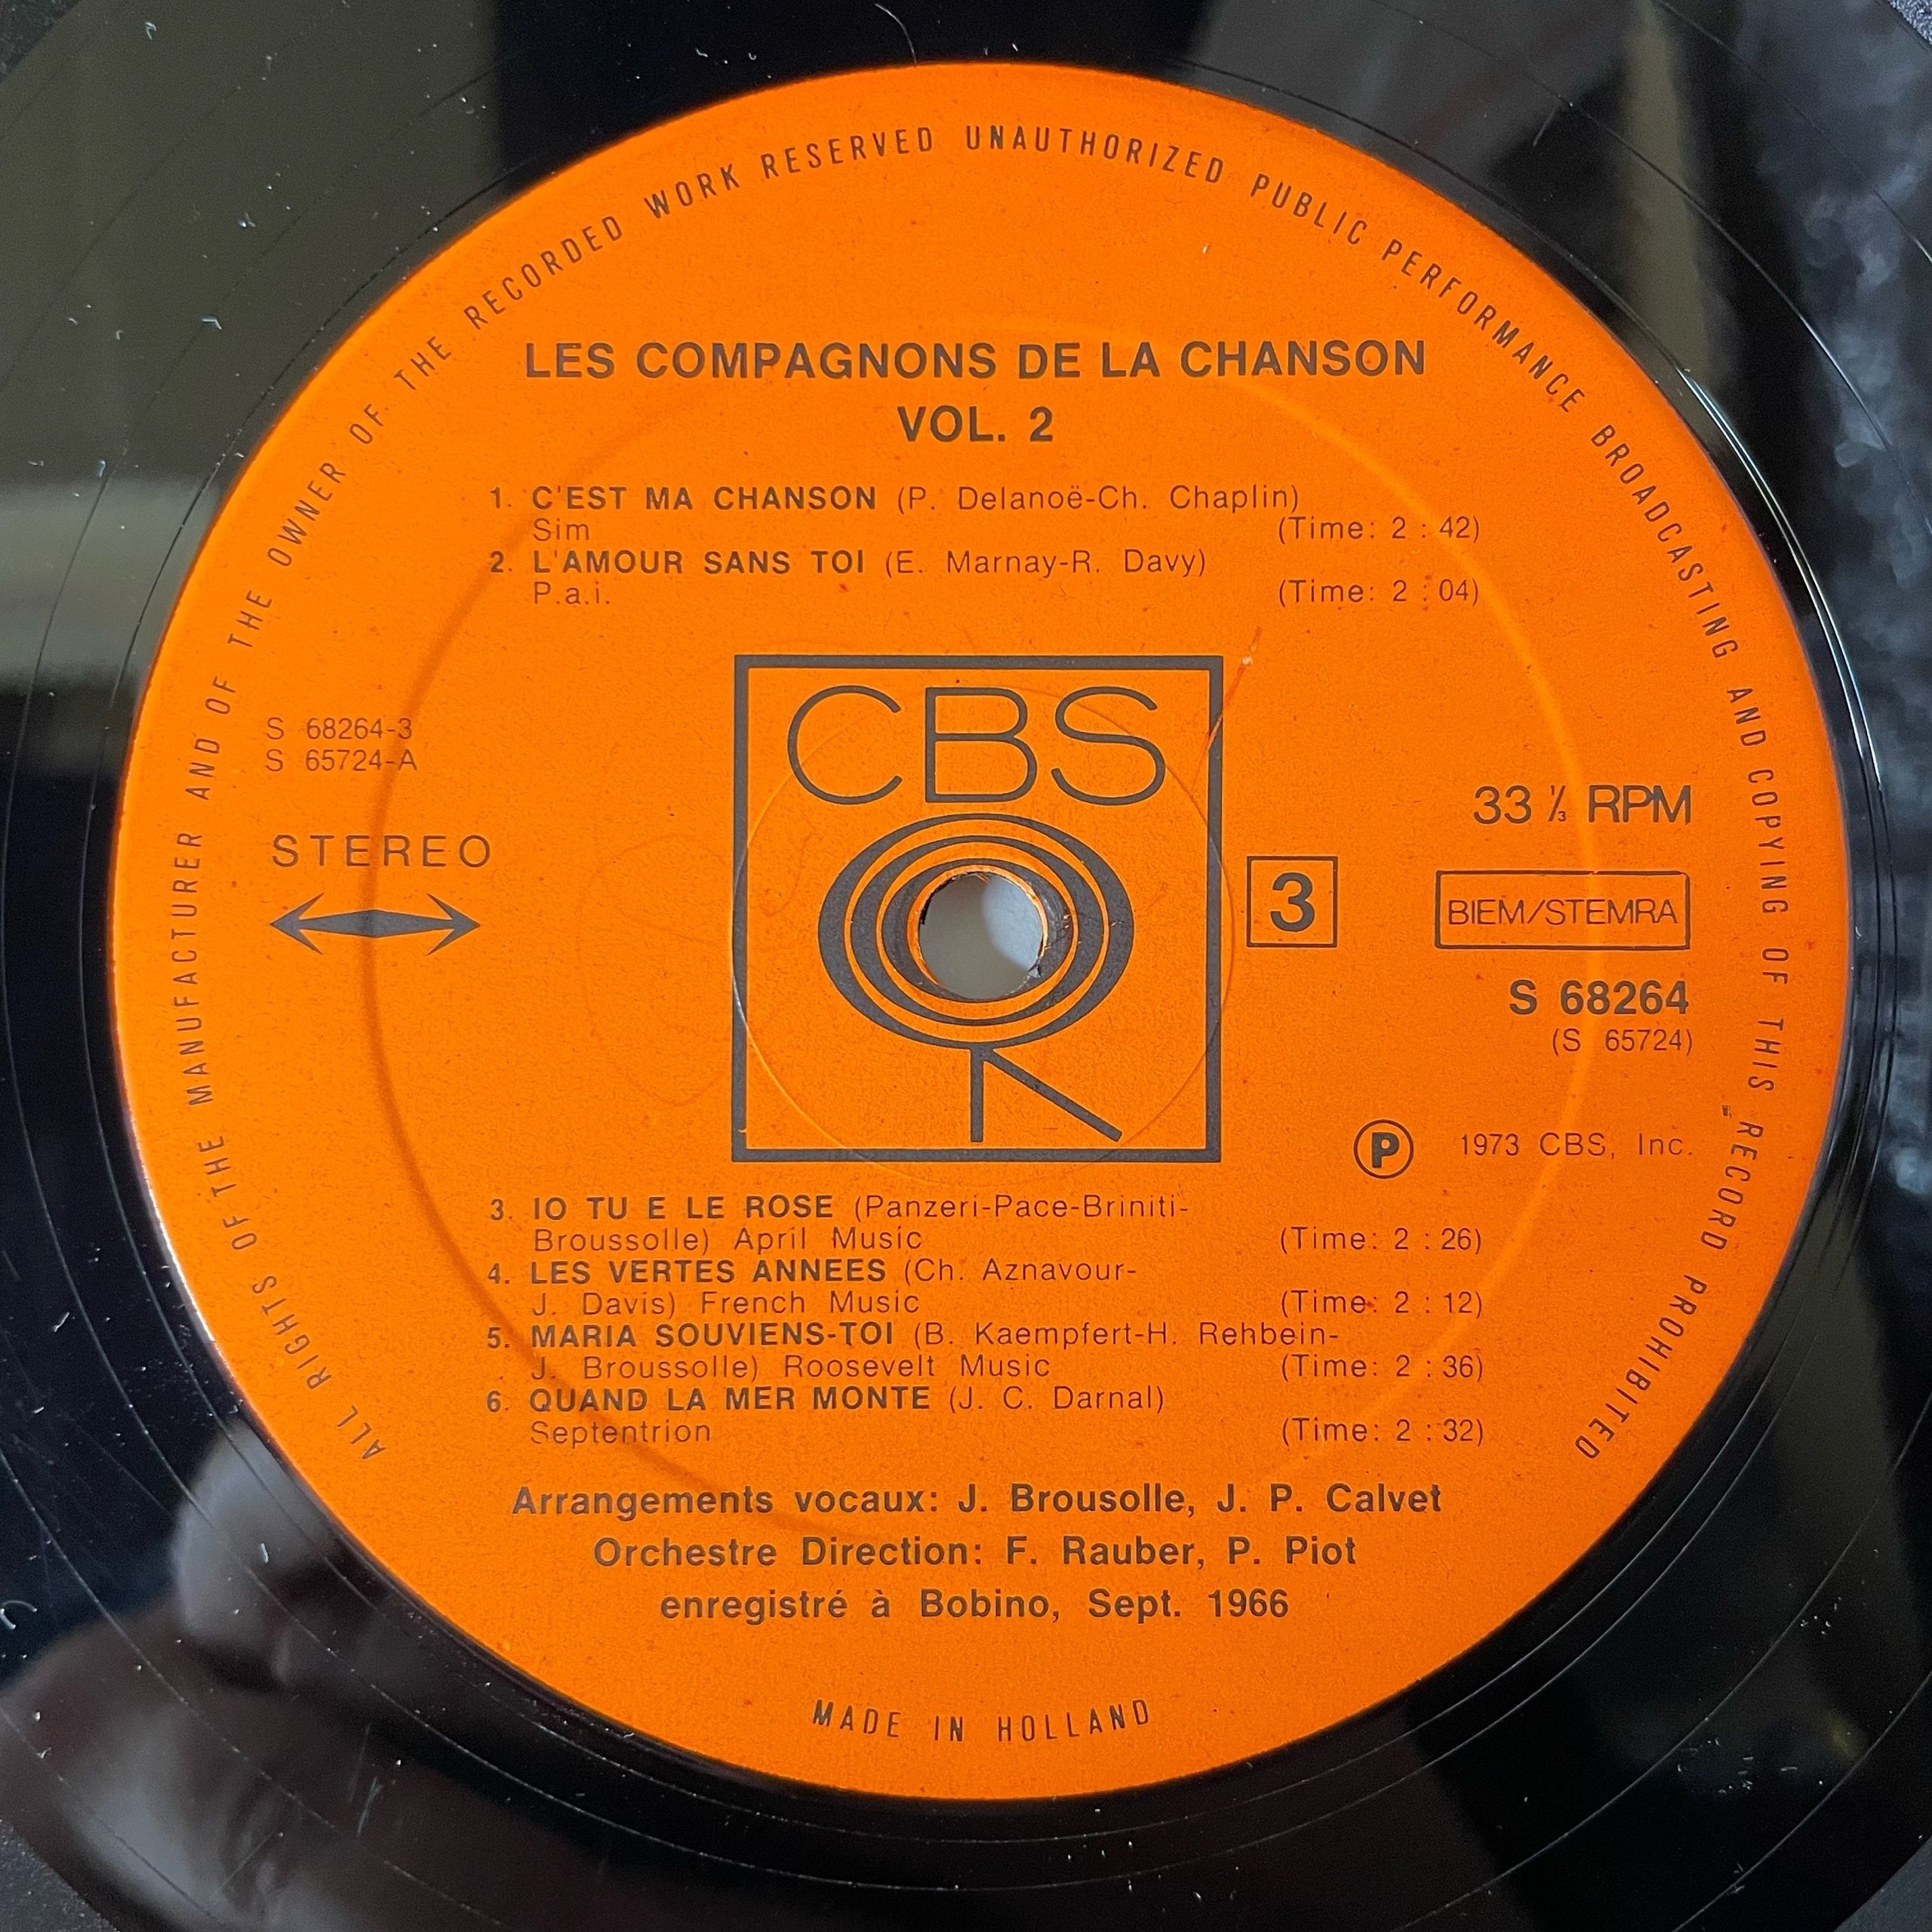 ALL RIGHTS OF THE MANUFACTURER AND OF THE OWNER OF THE RECORDED WORK RESERVED UNAUTHORIZED PUBLIC PERFORMANCE BROADCASTING AND COPYING OF THIS RECORD PROHIBITED
LES COMPAGNONS DE LA CHANSON
VOL. 2
1. C'EST MA CHANSON (P. Delanoë-Ch. Chaplin)
Sim (Time: 2 : 42)
2. L'AMOUR SANS TOI (E. Marnay-R. Davy)
P.a.i. (Time: 2 : 04)
CBS
S 68264-3
S 65724-A
STEREO
3
33 ⅓ RPM
BIEM/STEMRA
S 68264
(S 65724)
Ⓟ 1973 CBS, Inc.
3. IO TU E LE ROSE (Panzeri-Pace-Briniti-
Broussolle) April Music (Time: 2 : 26)
4. LES VERTES ANNEES (Ch. Aznavour-
J. Davis) French Music (Time: 2 : 12)
5. MARIA SOUVIENS-TOI (B. Kaempfert-H. Rehbein-
J. Broussolle) Roosevelt Music (Time: 2 : 36)
6. QUAND LA MER MONTE (J. C. Darnal)
Septentrion (Time: 2 : 32)
Arrangements vocaux: J. Brousolle, J. P. Calvet
Orchestre Direction: F. Rauber, P. Piot
enregistré à Bobino, Sept. 1966
MADE IN HOLLAND